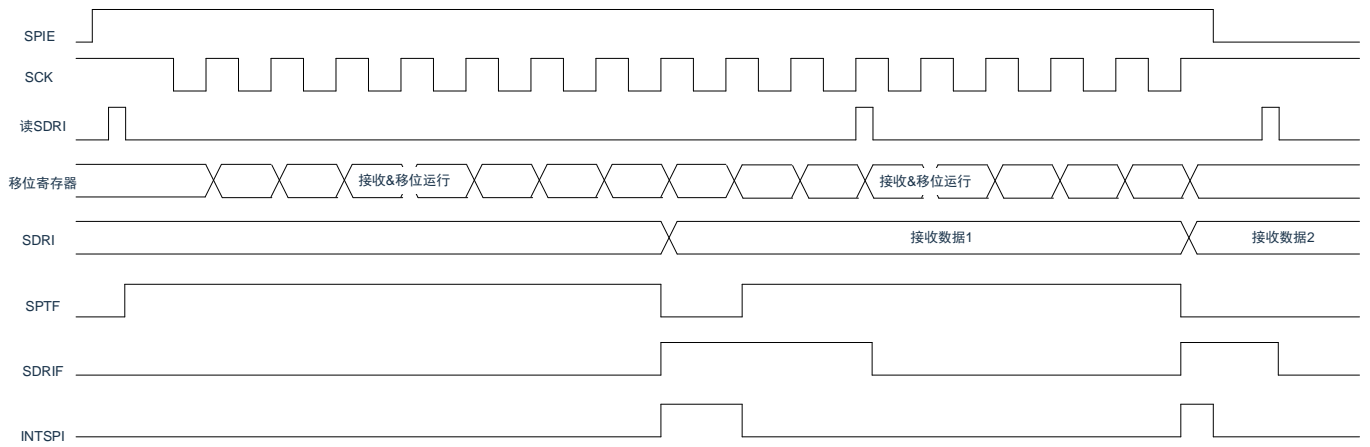 SPIE
SCK
读SDRI
移位寄存器
接收&移位运行
接收&移位运行
SDRI
接收数据1
接收数据2
SPTF
SDRIF
INTSPI